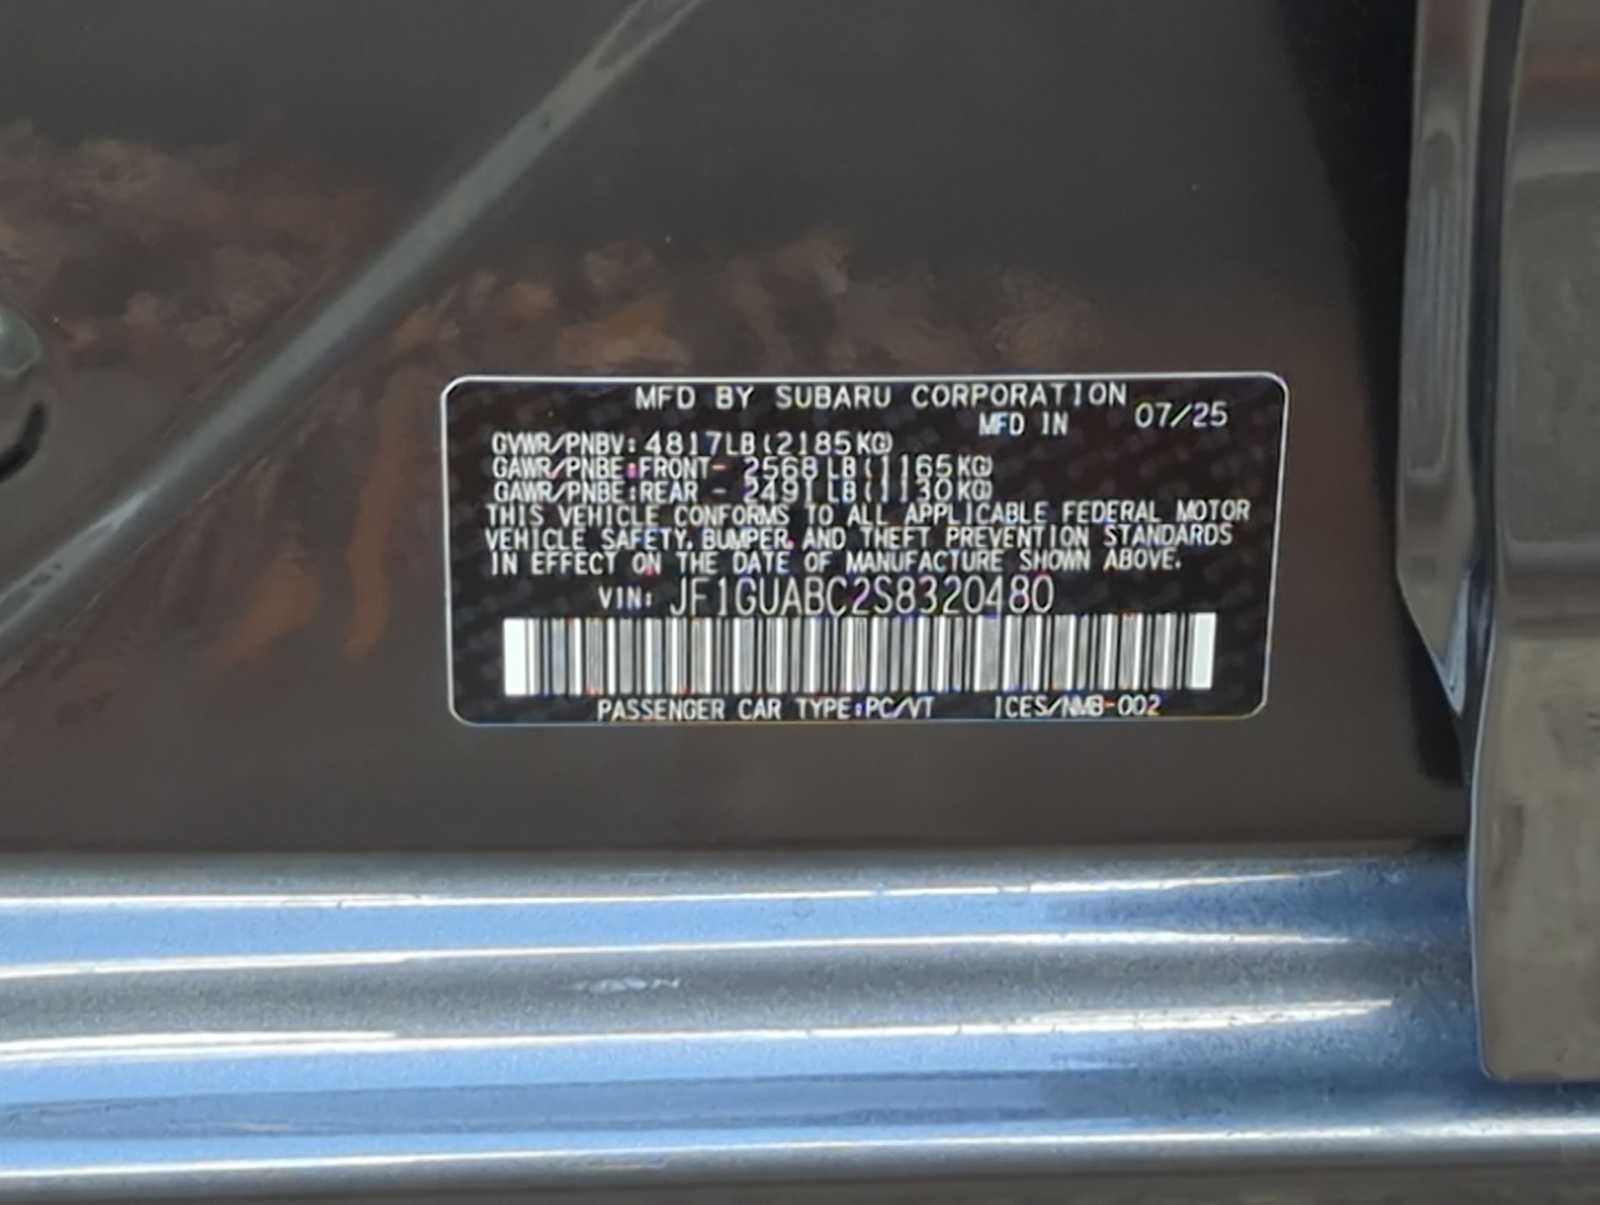 MFD BY SUBARU CORPORATION
MFD IN 07/25
GVWR/PNBV: 4817LB(2185KG)
GAWR/PNBE:FRONT- 2568LB(1165KG)
GAWR/PNBE:REAR - 2491LB(1130KG)
THIS VEHICLE CONFORMS TO ALL APPLICABLE FEDERAL MOTOR
VEHICLE SAFETY, BUMPER, AND THEFT PREVENTION STANDARDS
IN EFFECT ON THE DATE OF MANUFACTURE SHOWN ABOVE.
VIN: JF1GUABC2S8320480
PASSENGER CAR TYPE:PC/VT ICES/NMB-002